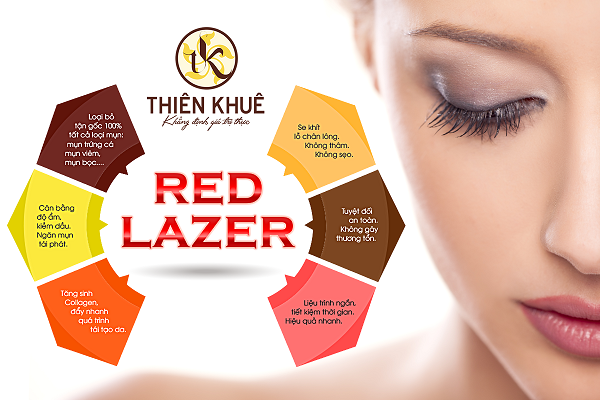 tk
THIÊN KHUÊ
Khẳng định giá trị thực
Loại bỏ
tận gốc 100%
tất cả loại mụn:
mụn trứng cá
mụn viêm,
mụn bọc....
Se khít
lỗ chân lông.
Không thâm.
Không sẹo.
RED
LAZER
Cân bằng
độ ẩm,
kiềm dầu.
Ngăn mụn
tái phát.
Tuyệt đối
an toàn.
Không gây
thương tổn.
Tăng sinh
Collagen,
đẩy nhanh
quá trình
tái tạo da.
Liệu trình ngắn,
tiết kiệm thời gian.
Hiệu quả nhanh.